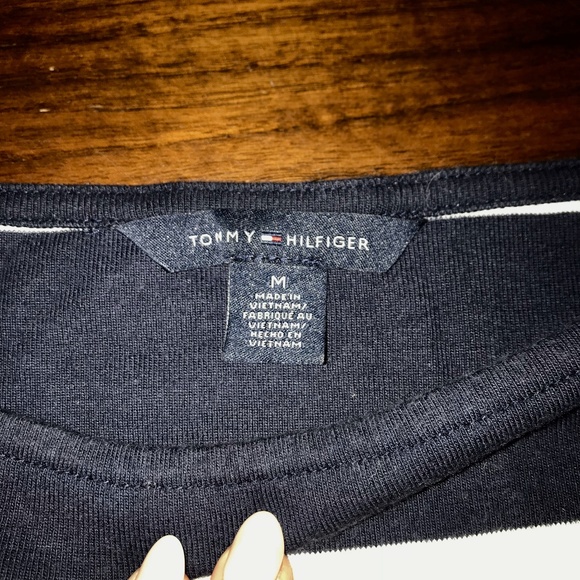 TOMMY HILFIGER
M
MADE IN
VIETNAM/
FABRIQUÉ AU
VIETNAM/
HECHO EN
VIETNAM